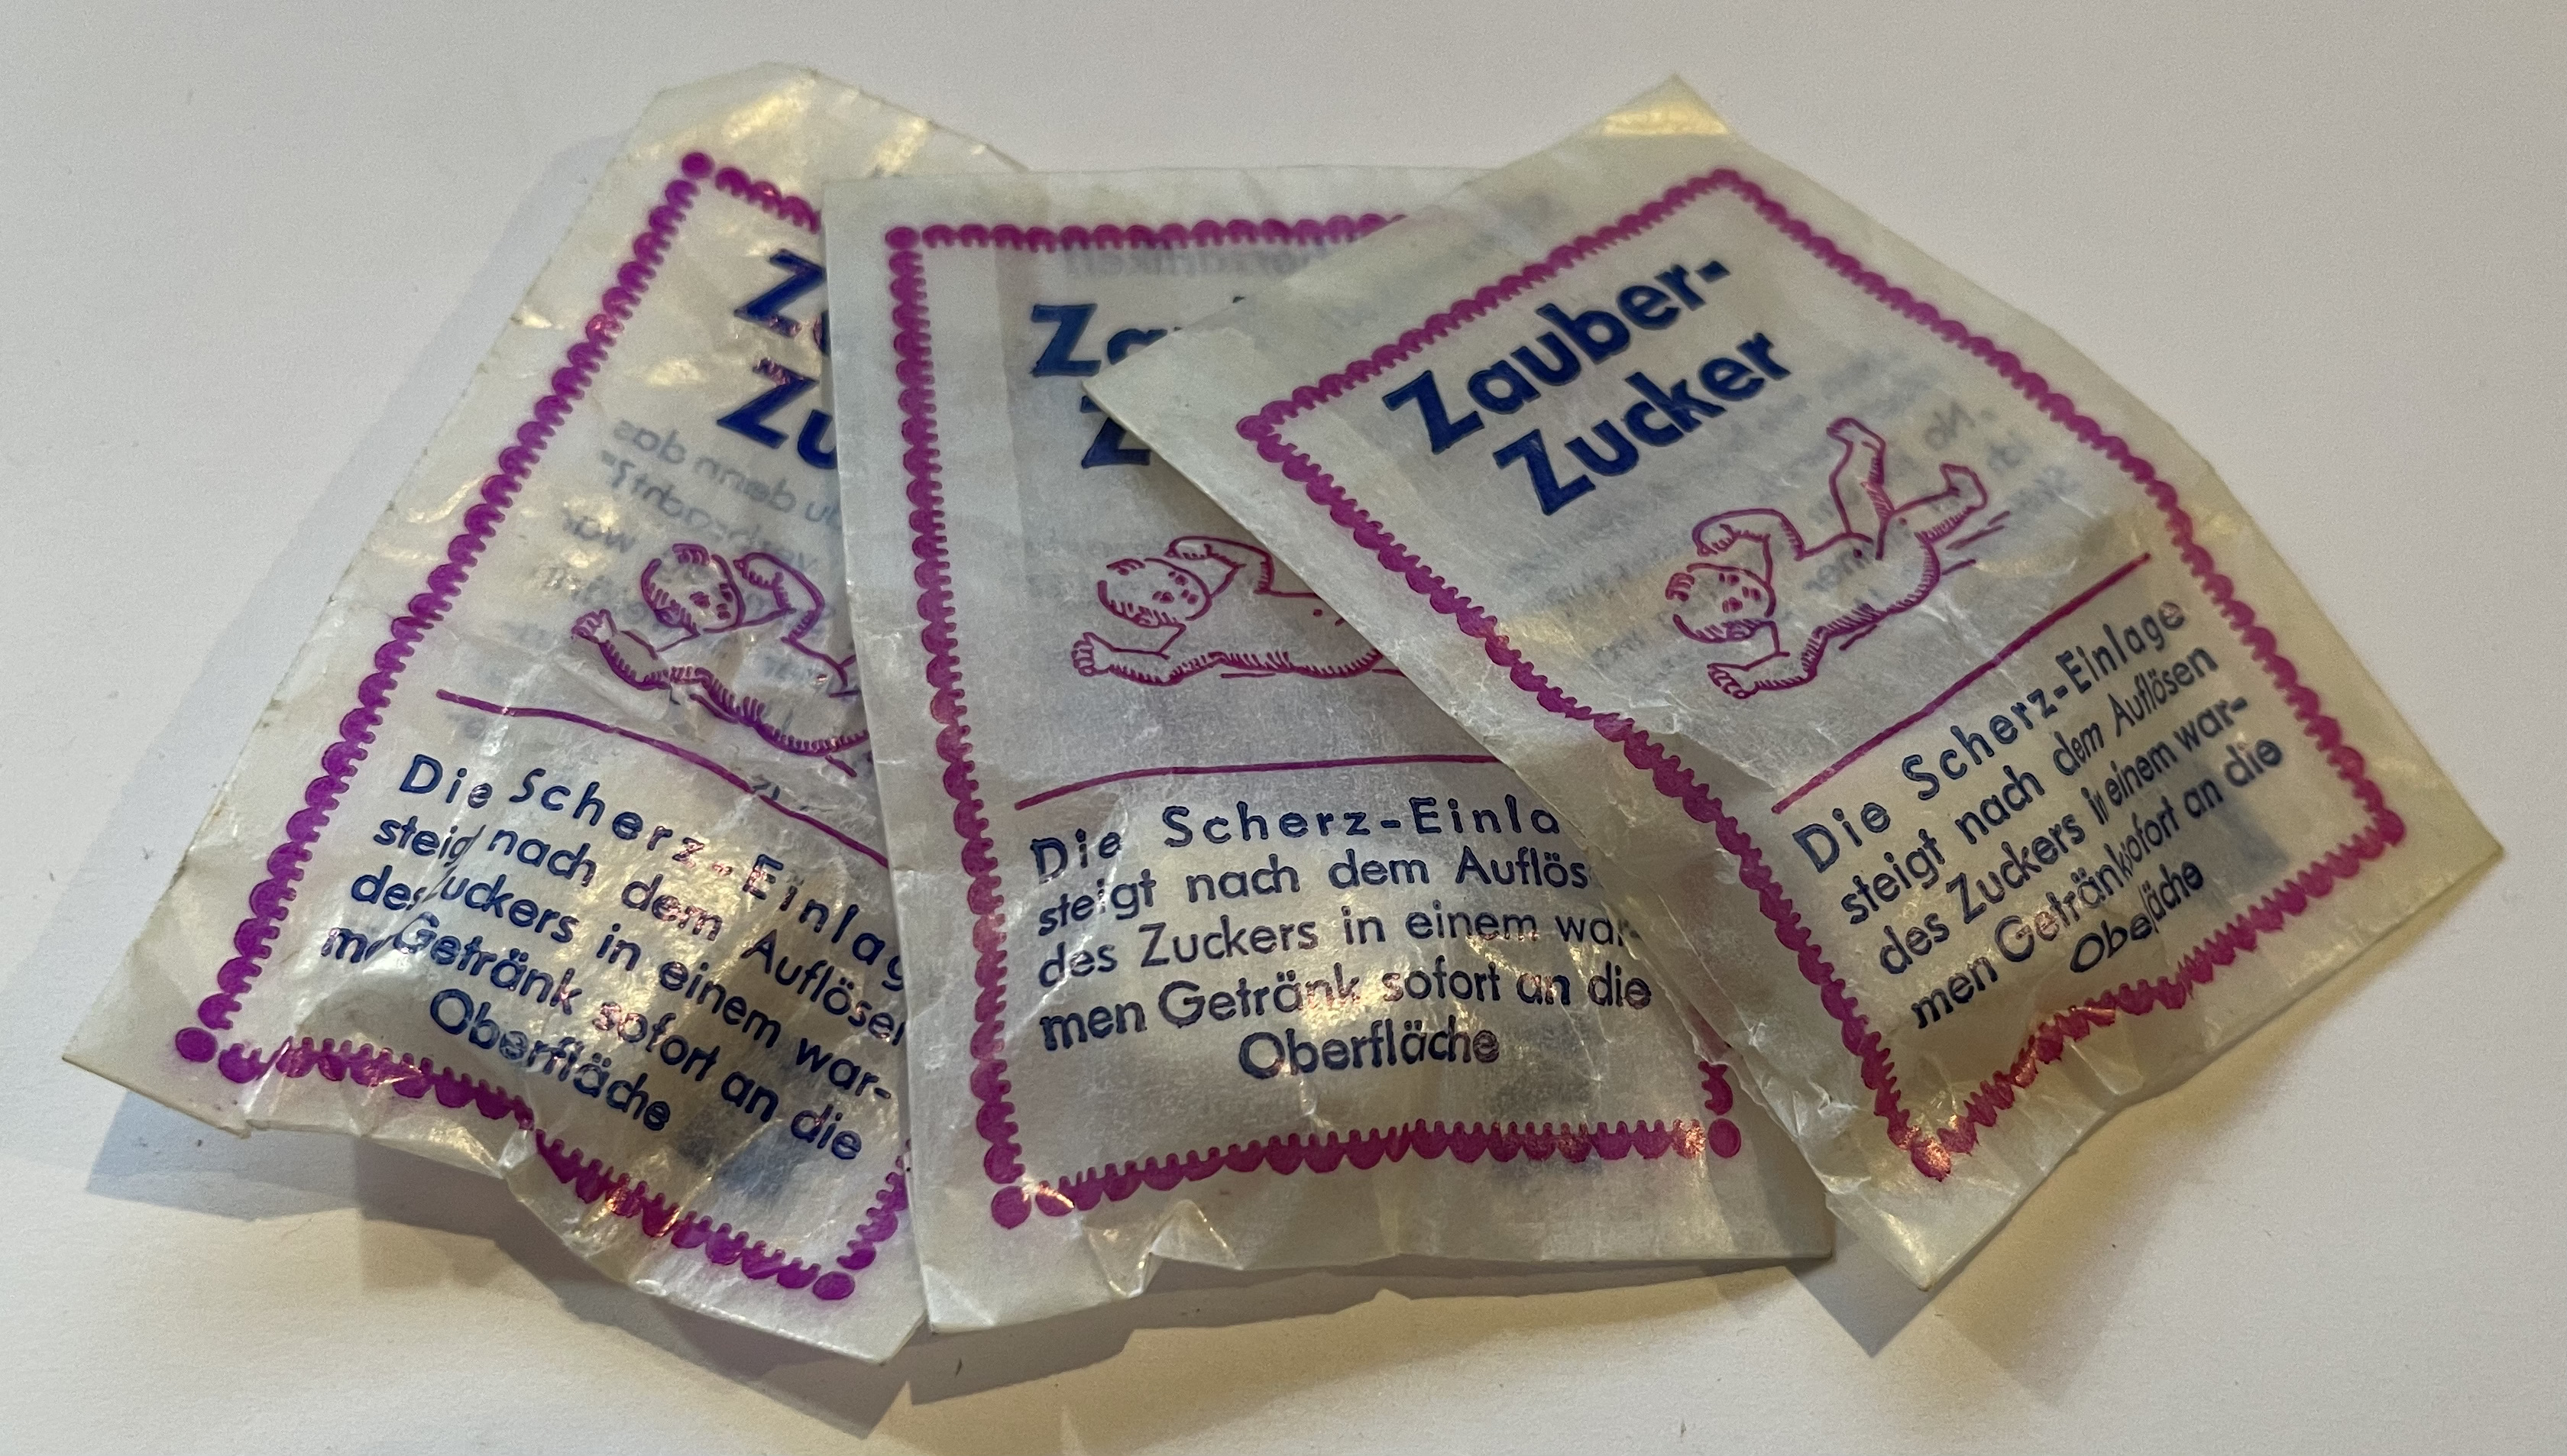 Die Scherz-Einlag
nach dem Auflösen
in einem war-
Getränk sofort an die
Oberfläche
Die Scherz-Einla
steigt nach dem Auflös
des Zuckers in einem war-
men Getränk sofort an die
Oberfläche
Zauber-
Zucker
Die Scherz-Einlage
steigt nach dem Auflösen
des Zuckers in einem war-
men Getränk sofort an die
Oberfläche